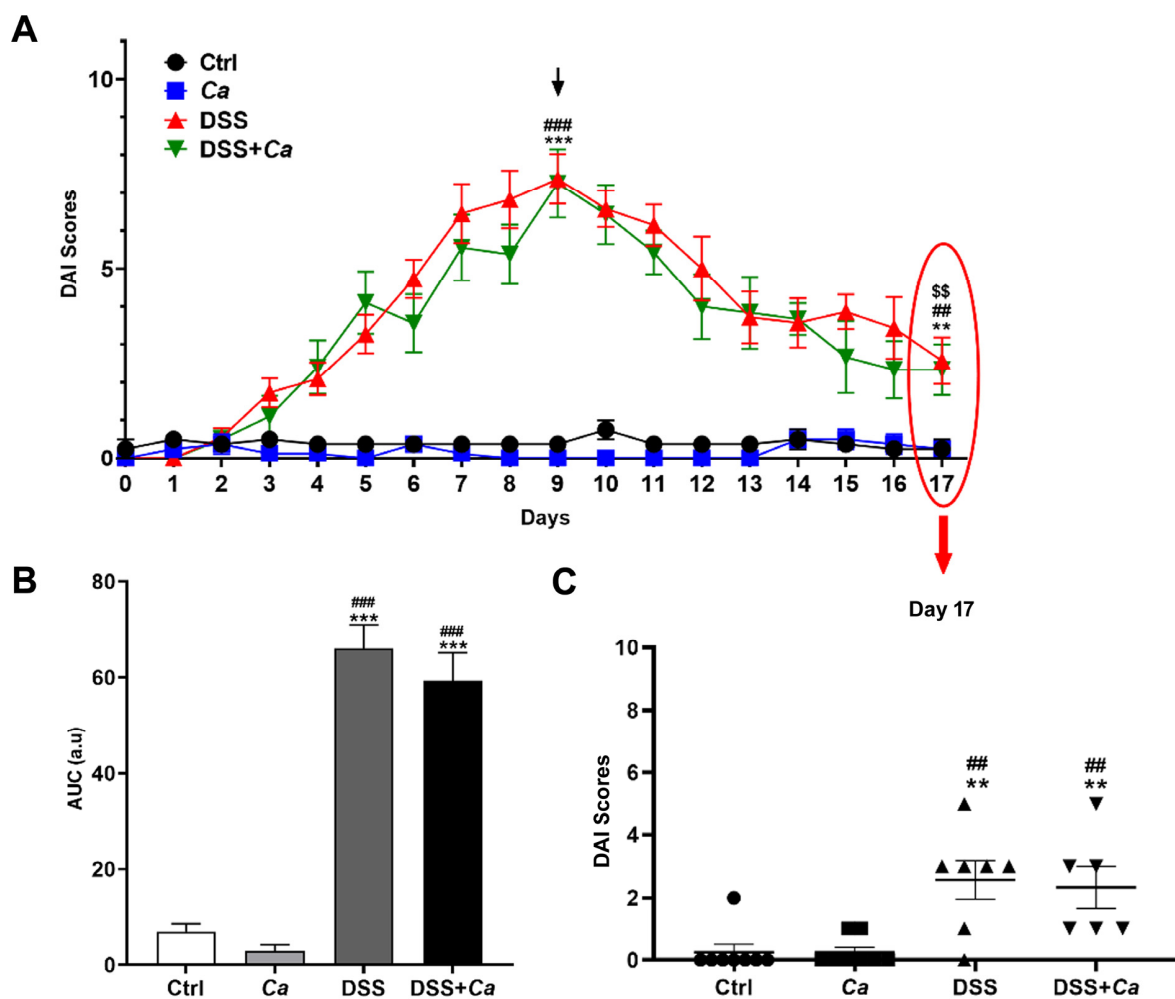 A
10
5
0
DAI Scores
Ctrl
Ca
DSS
DSS+Ca
###
***
$$
##
**
0 1 2 3 4 5 6 7 8 9 10 11 12 13 14 15 16 17
Days
B
80
60
40
20
0
AUC (a.u)
###
***
###
***
Ctrl Ca DSS DSS+Ca
C
Day 17
10
8
6
4
2
0
DAI Scores
## ##
** **
Ctrl Ca DSS DSS+Ca